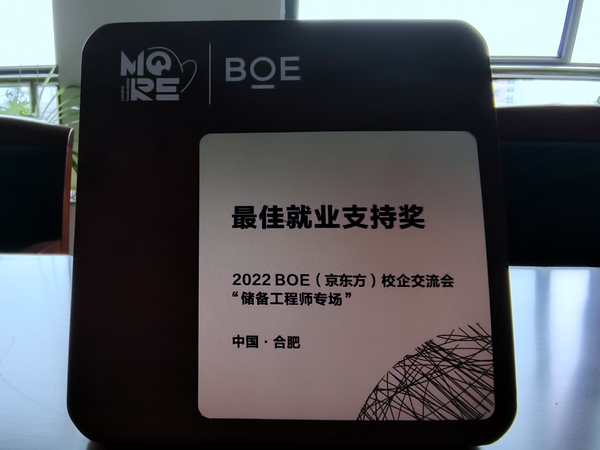 MORE
BOE
最佳就业支持奖
2022 BOE（京东方）校企交流会
“储备工程师专场”
中国·合肥